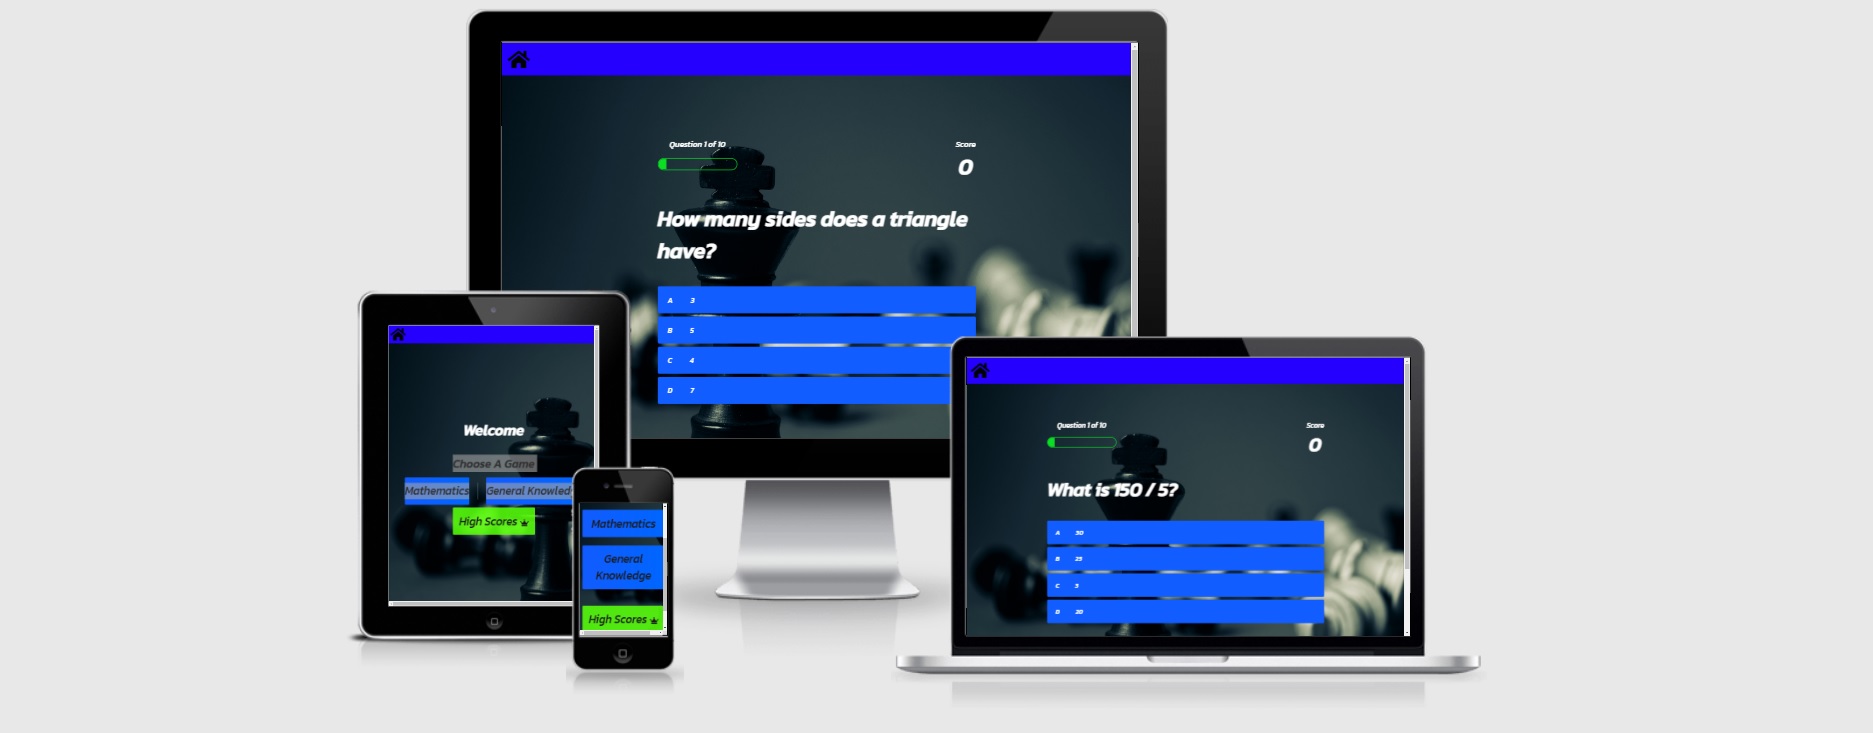 Question 1 of 10
Score
0
How many sides does a triangle
have?
A 3
B 5
C 4
D 7
Welcome
Choose A Game
Mathematics
General Knowled
High Scores
Mathematics
General
Knowledge
High Scores
Question 1 of 10
Score
0
What is 150 / 5?
A 30
B 25
C 5
D 20